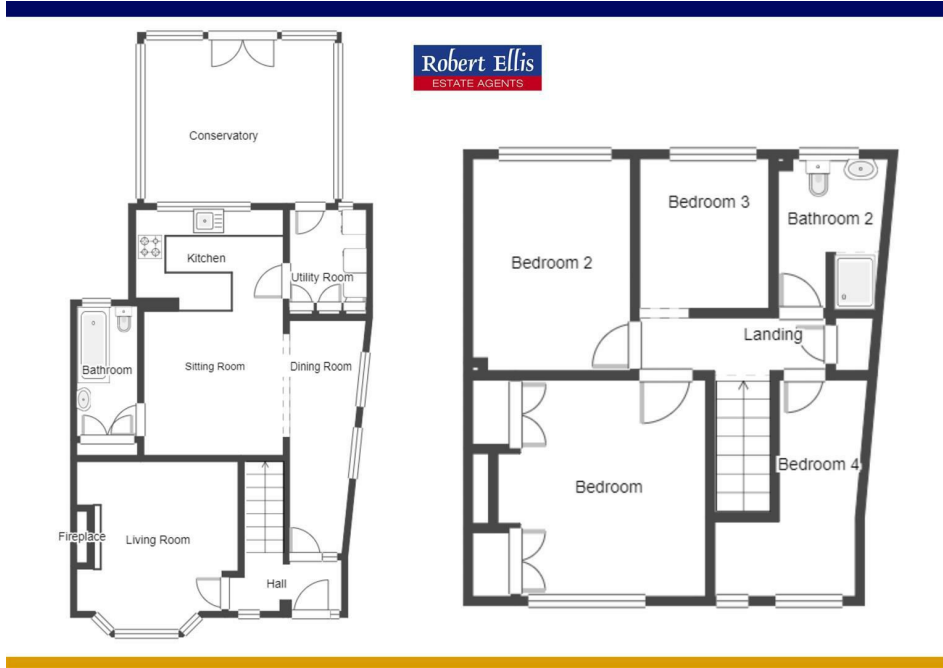 Robert Ellis
ESTATE AGENTS
Conservatory
Kitchen
Utility Room
Bathroom
Sitting Room
Dining Room
Fireplace
Living Room
Hall
Bedroom 3
Bathroom 2
Bedroom 2
Landing
Bedroom 4
Bedroom